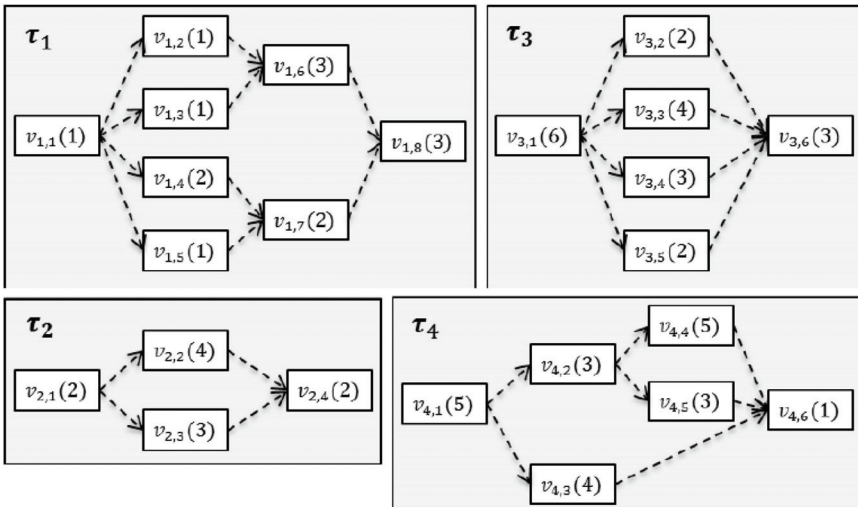 τ₁
v₁,₂(1)
v₁,₆(3)
v₁,₃(1)
v₁,₁(1)
v₁,₈(3)
v₁,₄(2)
v₁,₇(2)
v₁,₅(1)
τ₃
v₃,₂(2)
v₃,₃(4)
v₃,₁(6)
v₃,₆(3)
v₃,₄(3)
v₃,₅(2)
τ₂
v₂,₂(4)
v₂,₁(2)
v₂,₄(2)
v₂,₃(3)
τ₄
v₄,₄(5)
v₄,₂(3)
v₄,₁(5)
v₄,₅(3)
v₄,₆(1)
v₄,₃(4)